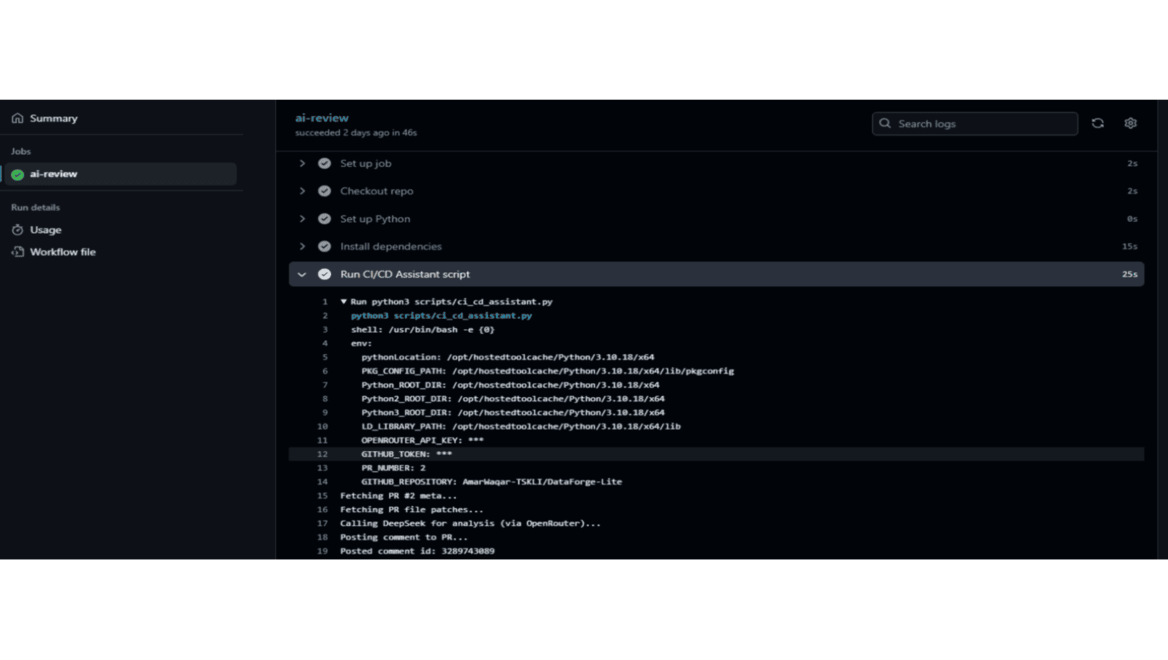 Summary
Jobs
ai-review
Run details
Usage
Workflow file
ai-review
succeeded 2 days ago in 46s
Search logs
Set up job 2s
Checkout repo 2s
Set up Python 0s
Install dependencies 15s
Run CI/CD Assistant script 25s
1 ▼ Run python3 scripts/ci_cd_assistant.py
2 python3 scripts/ci_cd_assistant.py
3 shell: /usr/bin/bash -e {0}
4 env:
5 pythonLocation: /opt/hostedtoolcache/Python/3.10.18/x64
6 PKG_CONFIG_PATH: /opt/hostedtoolcache/Python/3.10.18/x64/lib/pkgconfig
7 Python_ROOT_DIR: /opt/hostedtoolcache/Python/3.10.18/x64
8 Python2_ROOT_DIR: /opt/hostedtoolcache/Python/3.10.18/x64
9 Python3_ROOT_DIR: /opt/hostedtoolcache/Python/3.10.18/x64
10 LD_LIBRARY_PATH: /opt/hostedtoolcache/Python/3.10.18/x64/lib
11 OPENROUTER_API_KEY: ***
12 GITHUB_TOKEN: ***
13 PR_NUMBER: 2
14 GITHUB_REPOSITORY: AmarWaqar-TSKLI/DataForge-Lite
15 Fetching PR #2 meta...
16 Fetching PR file patches...
17 Calling DeepSeek for analysis (via OpenRouter)...
18 Posting comment to PR...
19 Posted comment id: 3289743089